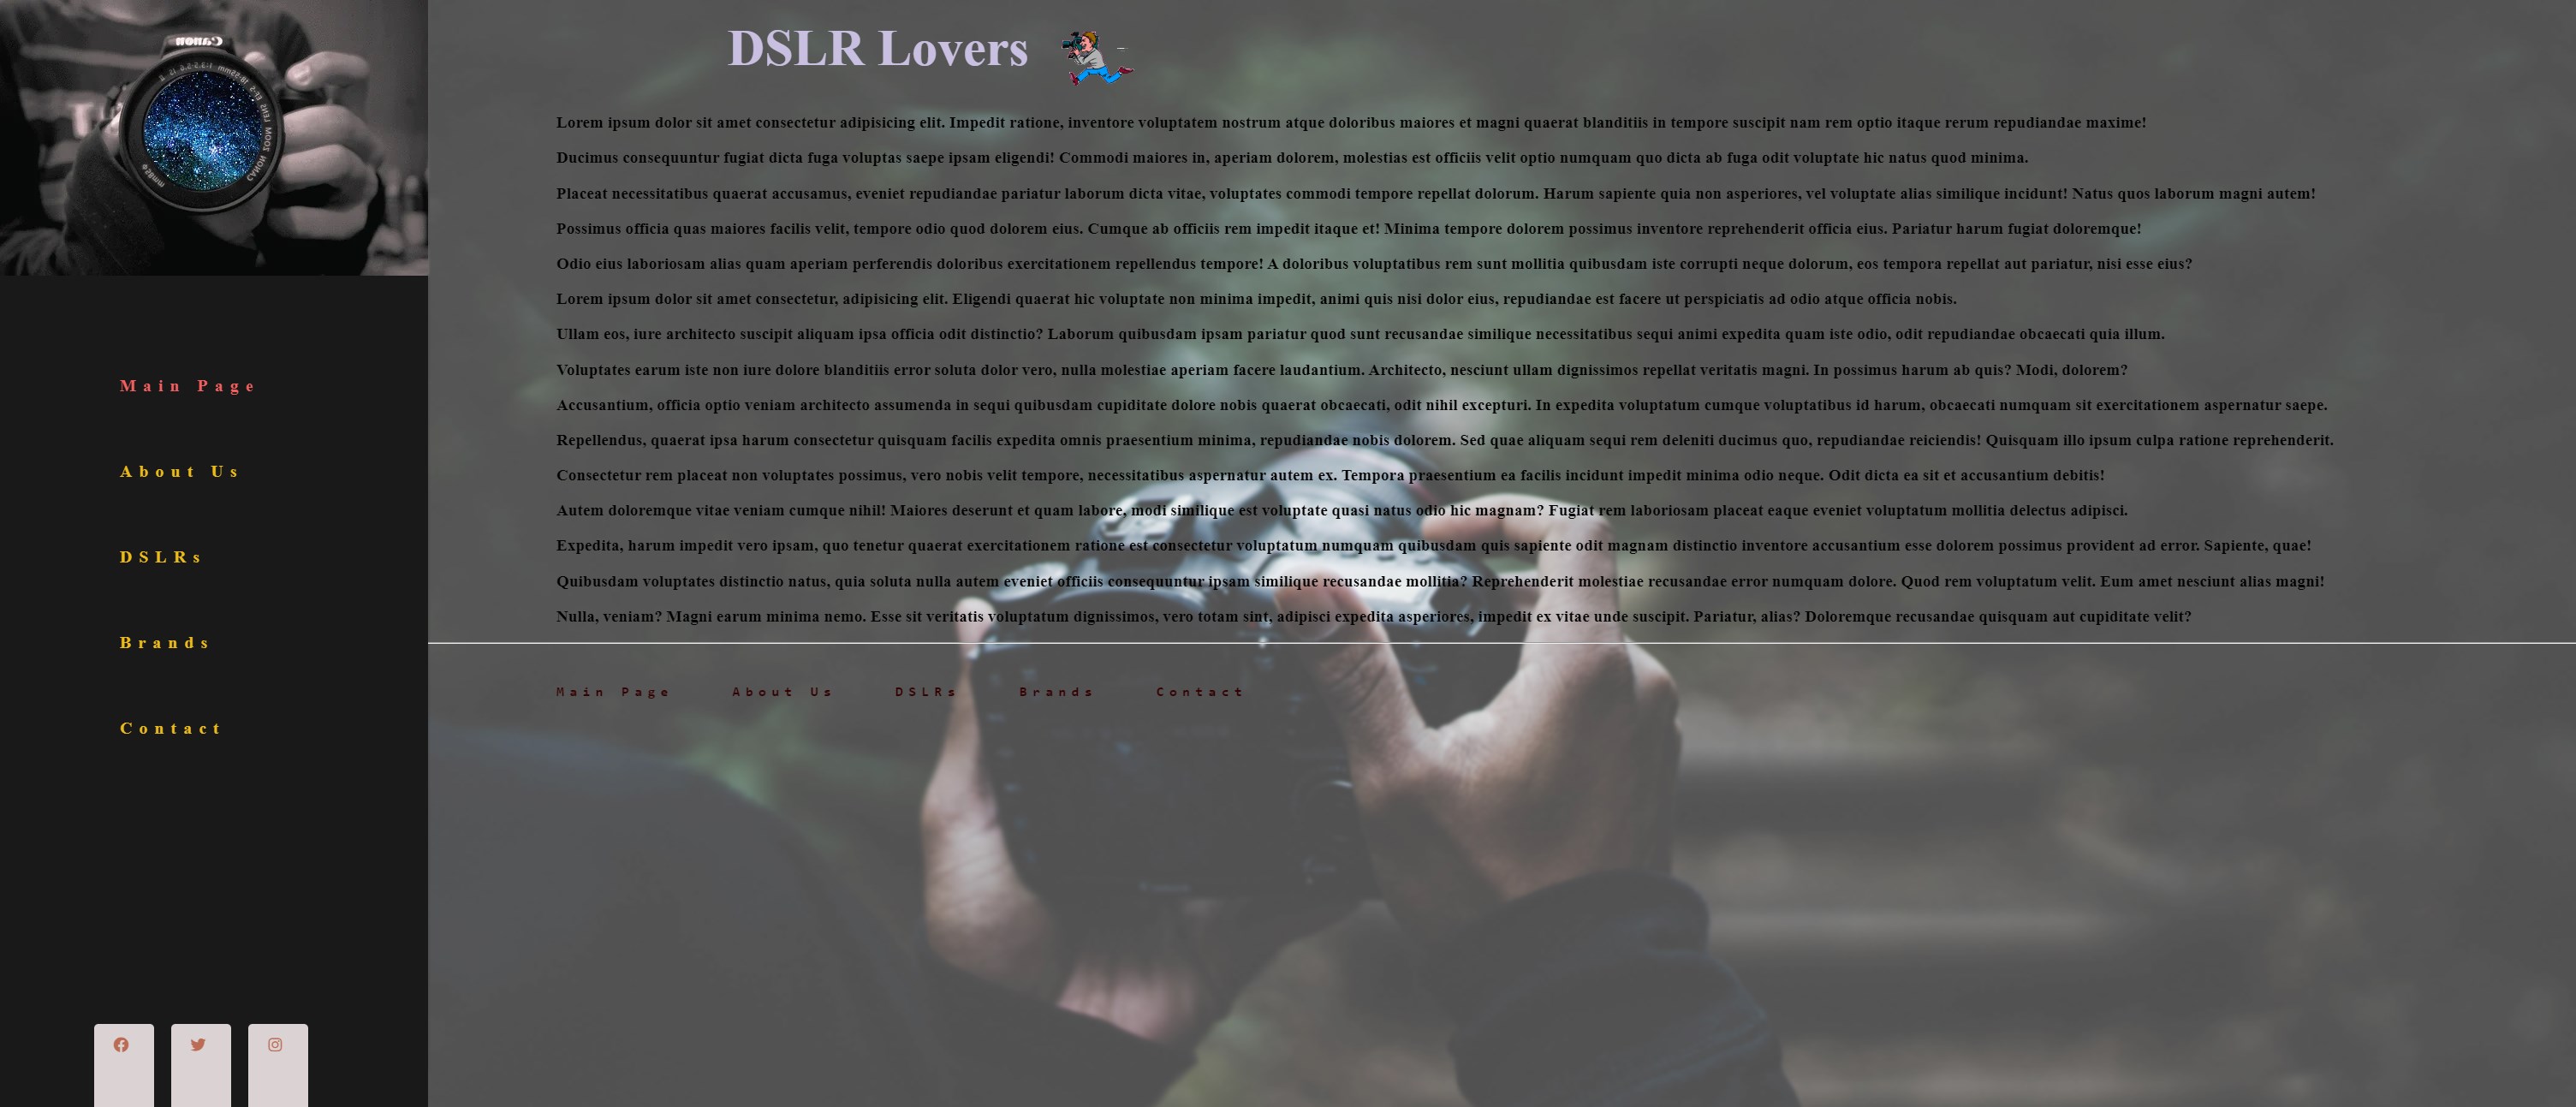 Canon
DSLR Lovers
Lorem ipsum dolor sit amet consectetur adipisicing elit. Impedit ratione, inventore voluptatem nostrum atque doloribus maiores et magni quaerat blanditiis in tempore suscipit nam rem optio itaque rerum repudiandae maxime!
Ducimus consequuntur fugiat dicta fuga voluptas saepe ipsam eligendi! Commodi maiores in, aperiam dolorem, molestias est officiis velit optio numquam quo dicta ab fuga odit voluptate hic natus quod minima.
Placeat necessitatibus quaerat accusamus, eveniet repudiandae pariatur laborum dicta vitae, voluptates commodi tempore repellat dolorum. Harum sapiente quia non asperiores, vel voluptate alias similique incidunt! Natus quos laborum magni autem!
Possimus officia quas maiores facilis velit, tempore odio quod dolorem eius. Cumque ab officiis rem impedit itaque et! Minima tempore dolorem possimus inventore reprehenderit officia eius. Pariatur harum fugiat doloremque!
Odio eius laboriosam alias quam aperiam perferendis doloribus exercitationem repellendus tempore! A doloribus voluptatibus rem sunt mollitia quibusdam iste corrupti neque dolorum, eos tempora repellat aut pariatur, nisi esse eius?
Lorem ipsum dolor sit amet consectetur, adipisicing elit. Eligendi quaerat hic voluptate non minima impedit, animi quis nisi dolor eius, repudiandae est facere ut perspiciatis ad odio atque officia nobis.
Ullam eos, iure architecto suscipit aliquam ipsa officia odit distinctio? Laborum quibusdam ipsam pariatur quod sunt recusandae similique necessitatibus sequi animi expedita quam iste odio, odit repudiandae obcaecati quia illum.
Voluptates earum iste non iure dolore blanditiis error soluta dolor vero, nulla molestiae aperiam facere laudantium. Architecto, nesciunt ullam dignissimos repellat veritatis magni. In possimus harum ab quis? Modi, dolorem?
Accusantium, officia optio veniam architecto assumenda in sequi quibusdam cupiditate dolore nobis quaerat obcaecati, odit nihil excepturi. In expedita voluptatum cumque voluptatibus id harum, obcaecati numquam sit exercitationem aspernatur saepe.
Repellendus, quaerat ipsa harum consectetur quisquam facilis expedita omnis praesentium minima, repudiandae nobis dolorem. Sed quae aliquam sequi rem deleniti ducimus quo, repudiandae reiciendis! Quisquam illo ipsum culpa ratione reprehenderit.
Consectetur rem placeat non voluptates possimus, vero nobis velit tempore, necessitatibus aspernatur autem ex. Tempora praesentium ea facilis incidunt impedit minima odio neque. Odit dicta ea sit et accusantium debitis!
Autem doloremque vitae veniam cumque nihil! Maiores deserunt et quam labore, modi similique est voluptate quasi natus odio hic magnam? Fugiat rem laboriosam placeat eaque eveniet voluptatum mollitia delectus adipisci.
Expedita, harum impedit vero ipsam, quo tenetur quaerat exercitationem ratione est consectetur voluptatum numquam quibusdam quis sapiente odit magnam distinctio inventore accusantium esse dolorem possimus provident ad error. Sapiente, quae!
Quibusdam voluptates distinctio natus, quia soluta nulla autem eveniet officiis consequuntur ipsam similique recusandae mollitia? Reprehenderit molestiae recusandae error numquam dolore. Quod rem voluptatum velit. Eum amet nesciunt alias magni!
Nulla, veniam? Magni earum minima nemo. Esse sit veritatis voluptatum dignissimos, vero totam sint, adipisci expedita asperiores, impedit ex vitae unde suscipit. Pariatur, alias? Doloremque recusandae quisquam aut cupiditate velit?
Main Page
About Us
DSLRs
Brands
Contact
Main Page About Us DSLRs Brands Contact